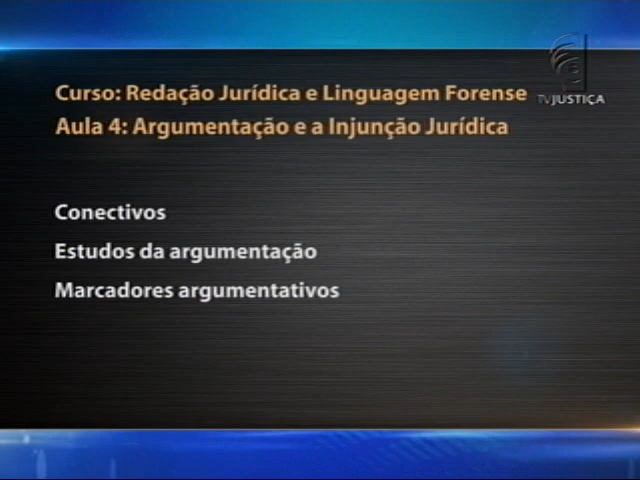 Curso: Redação Jurídica e Linguagem Forense
TV JUSTIÇA
Aula 4: Argumentação e a Injunção Jurídica
Conectivos
Estudos da argumentação
Marcadores argumentativos